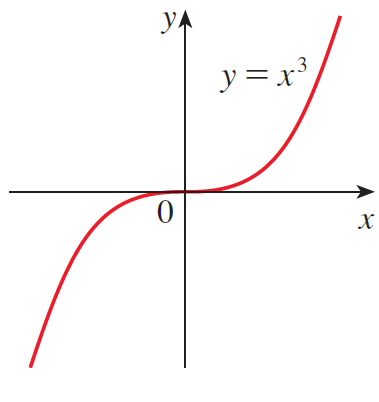 y
y = x³
0
x